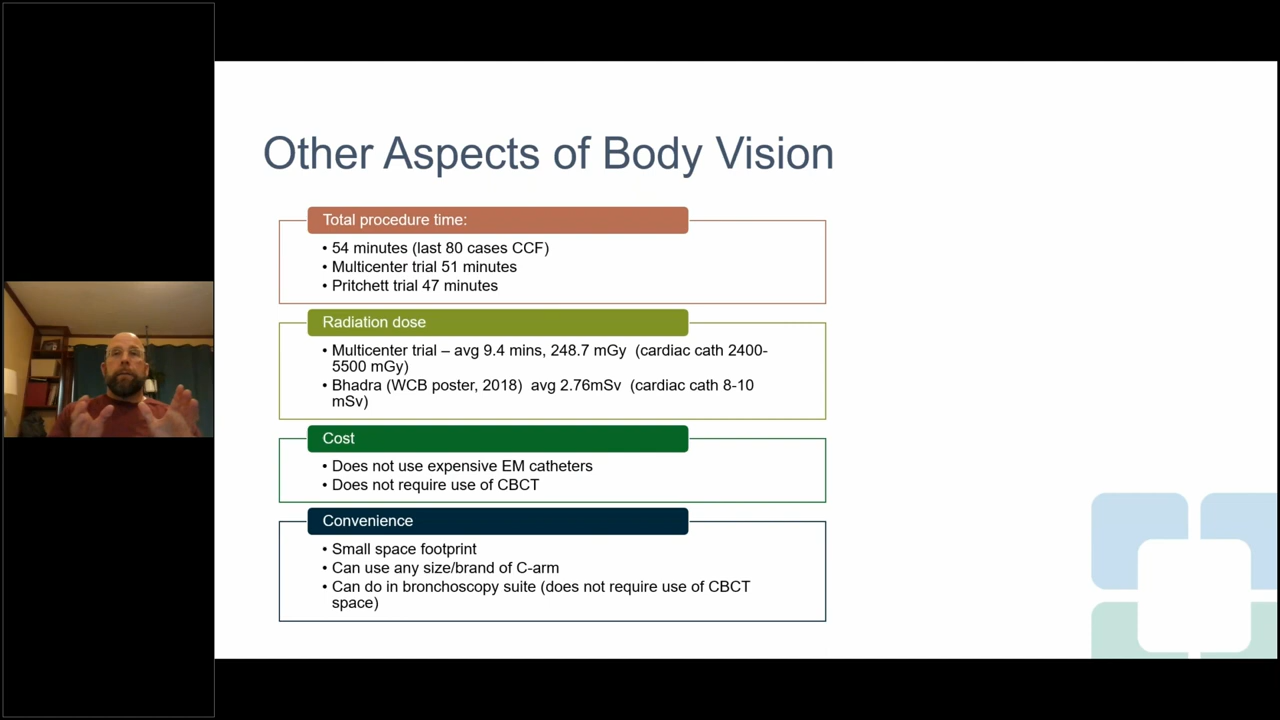 Other Aspects of Body Vision
Total procedure time:
• 54 minutes (last 80 cases CCF)
• Multicenter trial 51 minutes
• Pritchett trial 47 minutes
Radiation dose
• Multicenter trial – avg 9.4 mins, 248.7 mGy (cardiac cath 2400-
5500 mGy)
• Bhadra (WCB poster, 2018) avg 2.76mSv (cardiac cath 8-10
mSv)
Cost
• Does not use expensive EM catheters
• Does not require use of CBCT
Convenience
• Small space footprint
• Can use any size/brand of C-arm
• Can do in bronchoscopy suite (does not require use of CBCT
space)